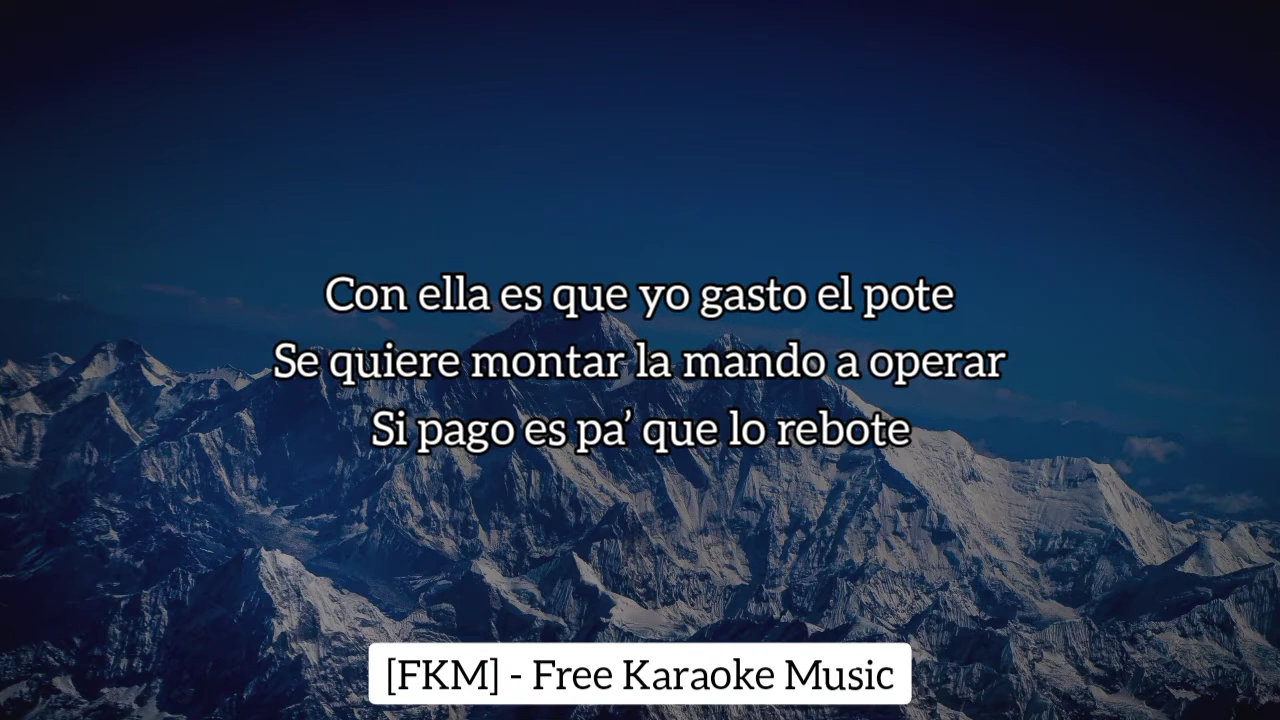 Con ella es que yo gasto el pote
Se quiere montar la mando a operar
Si pago es pa’ que lo rebote
[FKM] - Free Karaoke Music